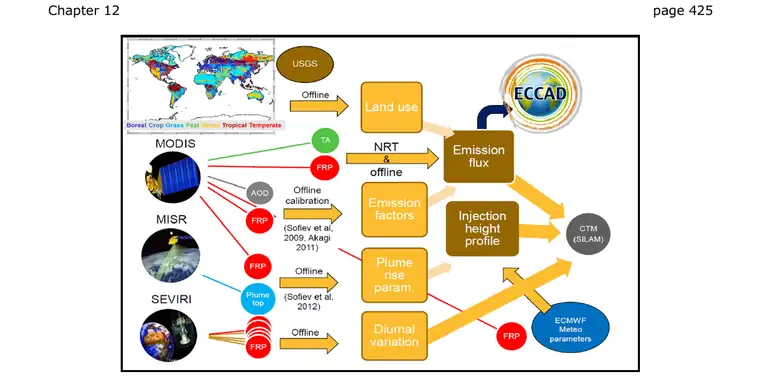 Chapter 12
page 425
USGS
Offline
Land use
ECCAD
Boreal Crop Grass Peat Shrub Tropical Temperate
MODIS
TA
FRP
NRT
&
offline
Emission
flux
AOD
FRP
Offline
calibration
(Sofiev et al,
2009, Akagi
2011)
Emission
factors
Injection
height
profile
CTM
(SILAM)
MISR
FRP
Offline
(Sofiev et al,
2012)
Plume
rise
param.
Plume
top
SEVIRI
FRP
Offline
Diurnal
variation
FRP
ECMWF
Meteo
parameters